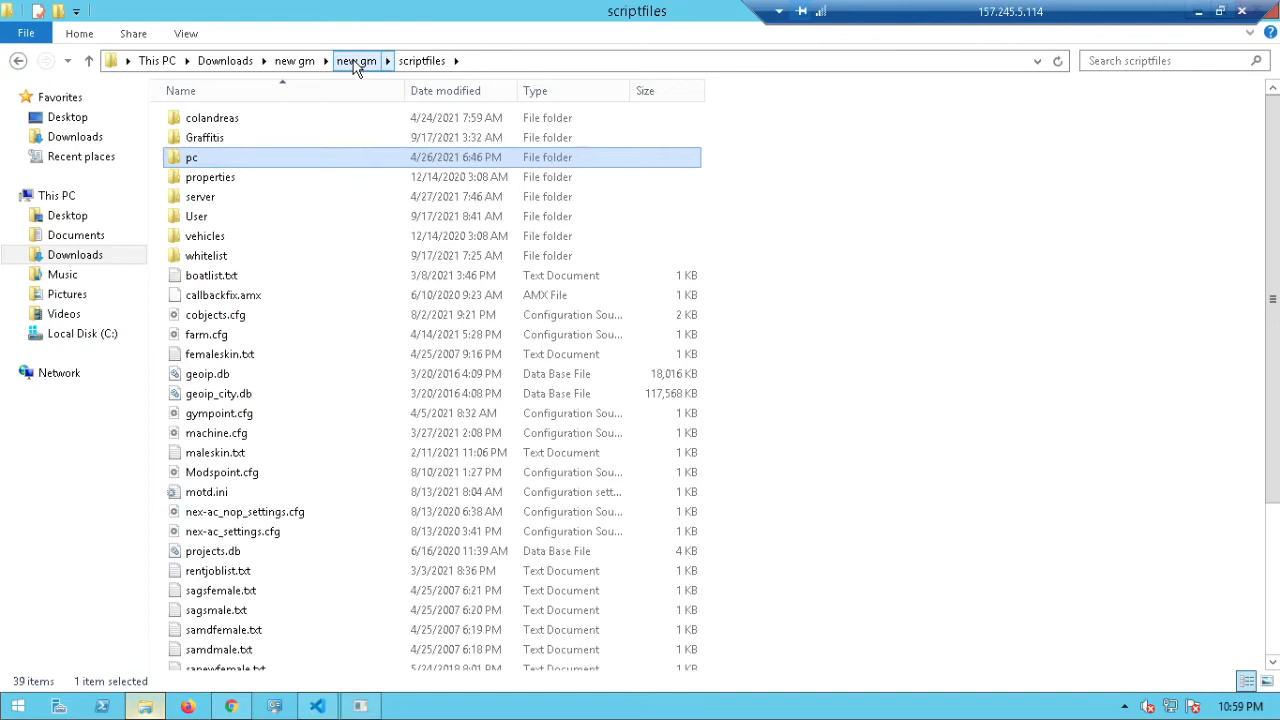 scriptfiles
157.245.5.114
File Home Share View
This PC Downloads new gm new gm scriptfiles Search scriptfiles
Name Date modified Type Size
Favorites
Desktop
Downloads
Recent places
This PC
Desktop
Documents
Downloads
Music
Pictures
Videos
Local Disk (C:)
Network
colandreas 4/24/2021 7:59 AM File folder
Graffitis 9/17/2021 3:32 AM File folder
pc 4/26/2021 6:46 PM File folder
properties 12/14/2020 3:08 AM File folder
server 4/27/2021 7:46 AM File folder
User 9/17/2021 8:41 AM File folder
vehicles 12/14/2020 3:08 AM File folder
whitelist 9/17/2021 7:25 AM File folder
boatlist.txt 3/8/2021 3:46 PM Text Document 1 KB
callbackfix.amx 6/10/2020 9:23 AM AMX File 1 KB
cobjects.cfg 8/2/2021 9:21 PM Configuration Sou... 2 KB
farm.cfg 4/14/2021 5:28 PM Configuration Sou... 1 KB
femaleskin.txt 4/25/2007 9:16 PM Text Document 1 KB
geoip.db 3/20/2016 4:09 PM Data Base File 18,016 KB
geoip_city.db 3/20/2016 4:08 PM Data Base File 117,568 KB
gympoint.cfg 4/5/2021 8:32 AM Configuration Sou... 1 KB
machine.cfg 3/27/2021 2:08 PM Configuration Sou... 1 KB
maleskin.txt 2/11/2021 11:06 PM Text Document 1 KB
Modspoint.cfg 8/10/2021 1:27 PM Configuration Sou... 1 KB
motd.ini 8/13/2021 8:04 AM Configuration sett... 1 KB
nex-ac_nop_settings.cfg 8/13/2020 6:38 AM Configuration Sou... 1 KB
nex-ac_settings.cfg 8/13/2020 3:41 PM Configuration Sou... 1 KB
projects.db 6/16/2020 11:39 AM Data Base File 4 KB
rentjoblist.txt 3/3/2021 8:36 PM Text Document 1 KB
sagsfemale.txt 4/25/2007 6:21 PM Text Document 1 KB
sagsmale.txt 4/25/2007 6:20 PM Text Document 1 KB
samdfemale.txt 4/25/2007 6:19 PM Text Document 1 KB
samdmale.txt 4/25/2007 6:18 PM Text Document 1 KB
sanewfemale.txt 5/24/2018 8:01 PM Text Document 1 KB
39 items 1 item selected
10:59 PM